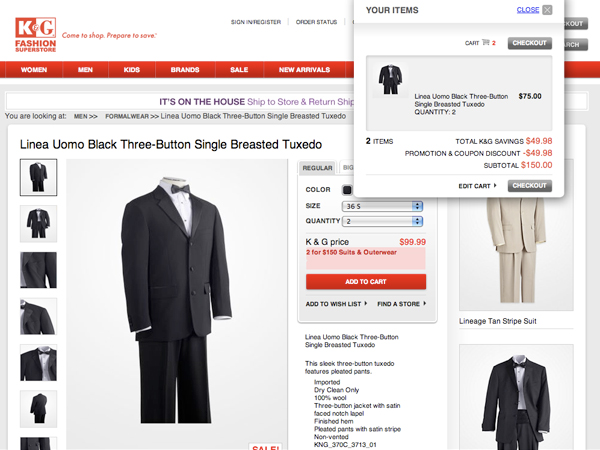 SIGN IN/REGISTER
ORDER STATUS
K&G
FASHION
SUPERSTORE
Come to shop. Prepare to save.
YOUR ITEMS
CLOSE
CART 2 CHECKOUT
Linea Uomo Black Three-Button
Single Breasted Tuxedo
QUANTITY: 2
$75.00
2 ITEMS
TOTAL K&G SAVINGS $49.98
PROMOTION & COUPON DISCOUNT -$49.98
SUBTOTAL $150.00
EDIT CART CHECKOUT
WOMEN MEN KIDS BRANDS SALE NEW ARRIVALS
IT'S ON THE HOUSE Ship to Store & Return Ship
You are looking at: MEN >> FORMALWEAR >> Linea Uomo Black Three-Button Single Breasted Tuxedo
Linea Uomo Black Three-Button Single Breasted Tuxedo
REGULAR BIG
COLOR
SIZE 36 S
QUANTITY 2
K & G price $99.99
2 for $150 Suits & Outerwear
ADD TO CART
ADD TO WISH LIST FIND A STORE
Linea Uomo Black Three-Button
Single Breasted Tuxedo
This sleek three-button tuxedo
features pleated pants.
Imported
Dry Clean Only
100% wool
Three-button jacket with satin
faced notch lapel
Finished hem
Pleated pants with satin stripe
Non-vented
KNG_370C_3713_01
SALE!
Lineage Tan Stripe Suit